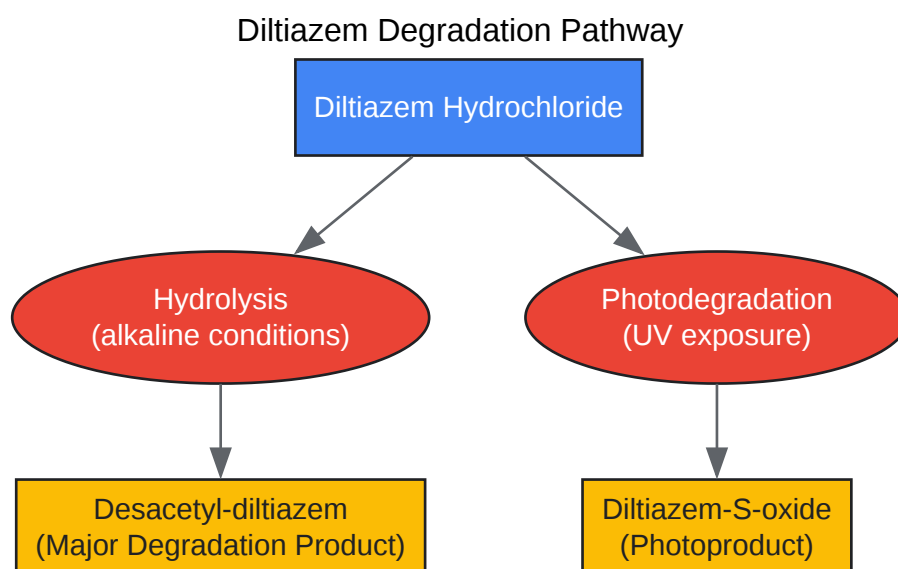 Diltiazem Degradation Pathway
Diltiazem Hydrochloride
Hydrolysis
(alkaline conditions)
Photodegradation
(UV exposure)
Desacetyl-diltiazem
(Major Degradation Product)
Diltiazem-S-oxide
(Photoproduct)